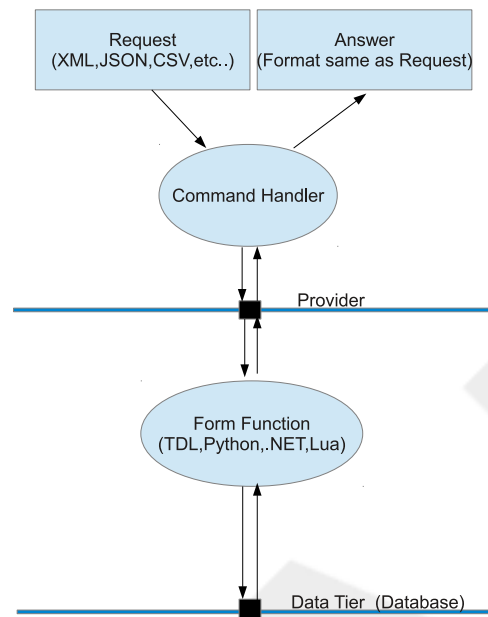 Request
(XML,JSON,CSV,etc..)
Answer
(Format same as Request)
Command Handler
Provider
Form Function
(TDL,Python,.NET,Lua)
Data Tier (Database)